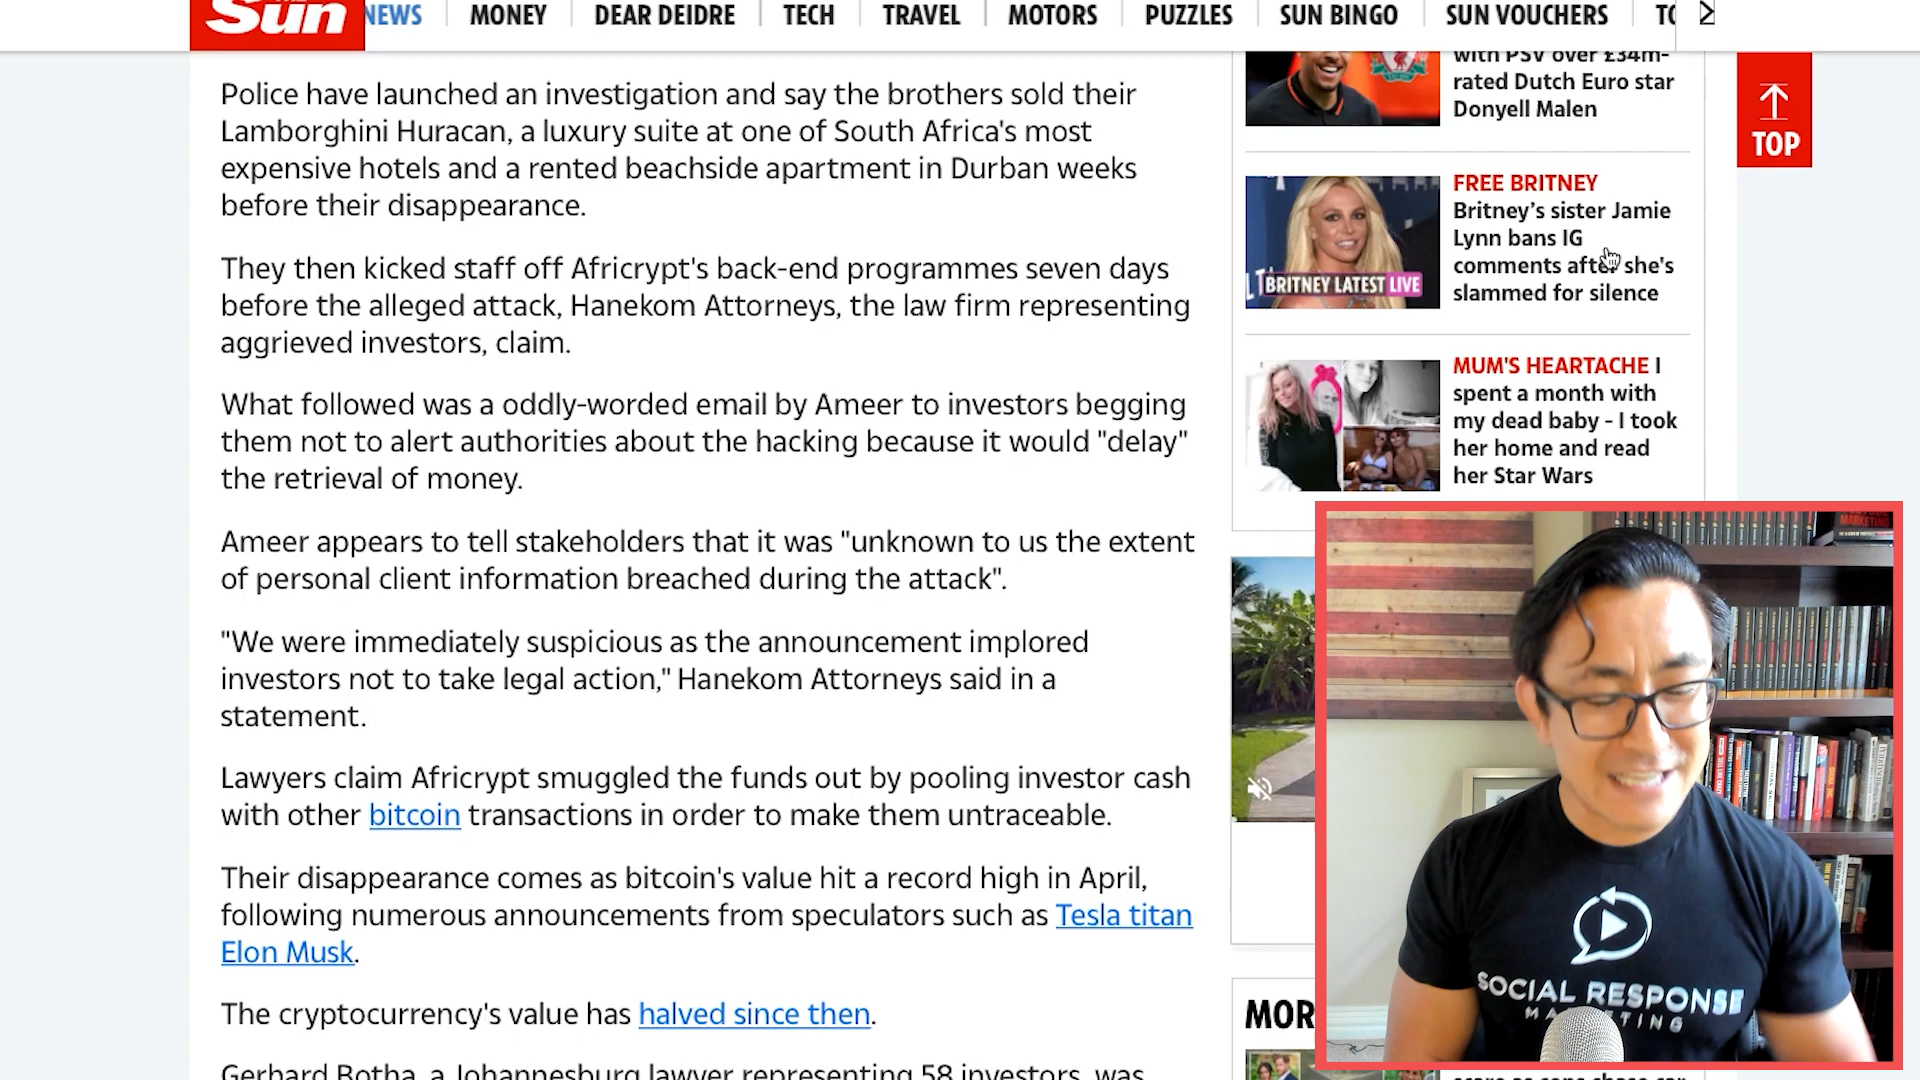 THE
Sun
NEWS
MONEY
DEAR DEIDRE
TECH
TRAVEL
MOTORS
PUZZLES
SUN BINGO
SUN VOUCHERS
Police have launched an investigation and say the brothers sold their
Lamborghini Huracan, a luxury suite at one of South Africa's most
expensive hotels and a rented beachside apartment in Durban weeks
before their disappearance.
They then kicked staff off Africrypt's back-end programmes seven days
before the alleged attack, Hanekom Attorneys, the law firm representing
aggrieved investors, claim.
What followed was a oddly-worded email by Ameer to investors begging
them not to alert authorities about the hacking because it would "delay"
the retrieval of money.
Ameer appears to tell stakeholders that it was "unknown to us the extent
of personal client information breached during the attack".
"We were immediately suspicious as the announcement implored
investors not to take legal action," Hanekom Attorneys said in a
statement.
Lawyers claim Africrypt smuggled the funds out by pooling investor cash
with other bitcoin transactions in order to make them untraceable.
Their disappearance comes as bitcoin's value hit a record high in April,
following numerous announcements from speculators such as Tesla titan
Elon Musk.
The cryptocurrency's value has halved since then.
Gerhard Botha, a Johannesburg lawyer representing 58 investors, was
with PSV over £34m-
rated Dutch Euro star
Donyell Malen
TOP
FREE BRITNEY
Britney’s sister Jamie
Lynn bans IG
comments after she's
slammed for silence
BRITNEY LATEST LIVE
MUM'S HEARTACHE I
spent a month with
my dead baby - I took
her home and read
her Star Wars
MOR
MARKETING
SOCIAL RESPONSE
MARKETING